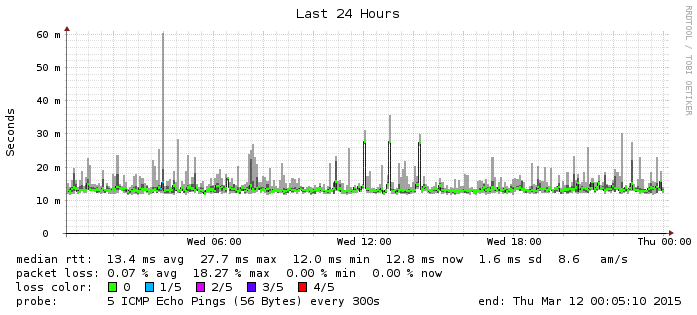 Last 24 Hours
RRDTOOL / TOBI OETIKER
Seconds
60 m
50 m
40 m
30 m
20 m
10 m
0
Wed 06:00 Wed 12:00 Wed 18:00 Thu 00:00
median rtt: 13.4 ms avg 27.7 ms max 12.0 ms min 12.8 ms now 1.6 ms sd 8.6 am/s
packet loss: 0.07 % avg 18.27 % max 0.00 % min 0.00 % now
loss color: 0 1/5 2/5 3/5 4/5
probe: 5 ICMP Echo Pings (56 Bytes) every 300s end: Thu Mar 12 00:05:10 2015